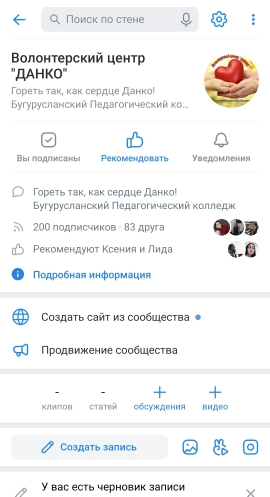 Поиск по стене
Волонтерский центр
"ДАНКО"
Гореть так, как сердце Данко!
Бугурусланский Педагогический ко...
Вы подписаны
Рекомендовать
Уведомления
Гореть так, как сердце Данко!
Бугурусланский Педагогический колледж
200 подписчиков · 83 друга
Рекомендуют Ксения и Лида
Подробная информация
Создать сайт из сообщества
Продвижение сообщества
-
клипов
-
статей
обсуждения
видео
Создать запись
У вас есть черновик записи